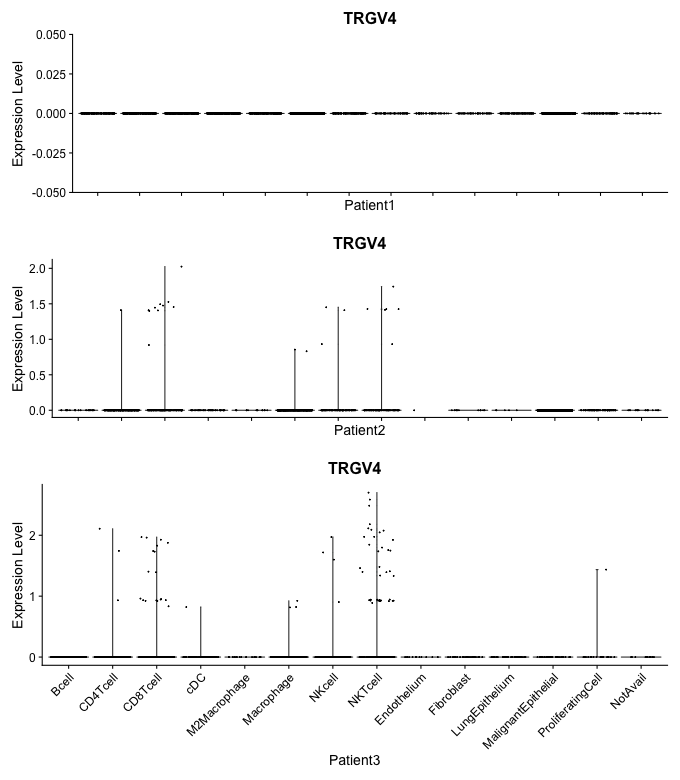 TRGV4
Expression Level
0.050
0.025
0.000
-0.025
-0.050
Patient1
TRGV4
Expression Level
2.0
1.5
1.0
0.5
0.0
Patient2
TRGV4
Expression Level
2
1
0
Bcell
CD4Tcell
CD8Tcell
cDC
M2Macrophage
Macrophage
NKcell
NKTcell
Endothelium
Fibroblast
LungEpithelium
MalignantEpithelial
ProliferatingCell
NotAvail
Patient3